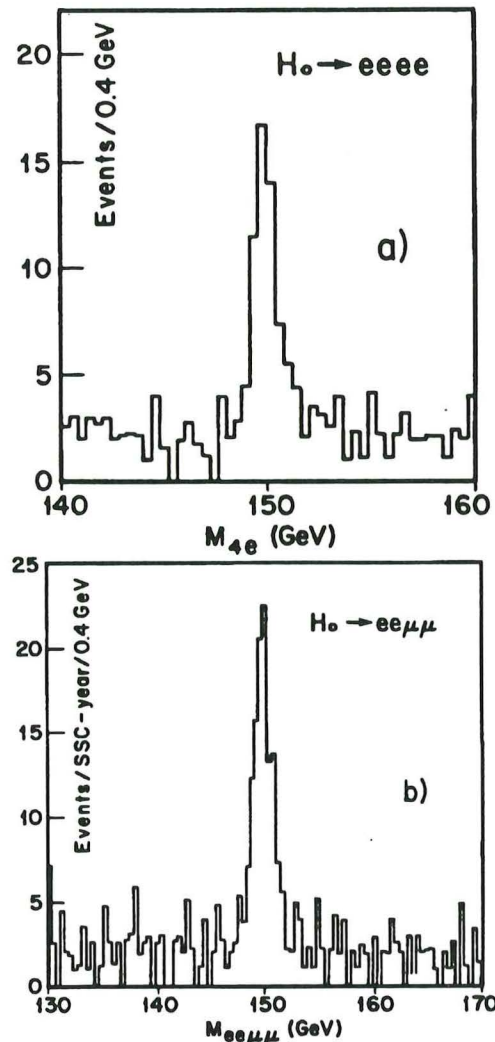 20
15
10
5
0
Events/0.4 GeV
H₀ → eeee
a)
140 150 160
M₄ₑ (GeV)
25
20
15
10
5
0
Events/SSC-year/0.4 GeV
H₀ → eeμμ
b)
130 140 150 160 170
Mₑₑμμ (GeV)